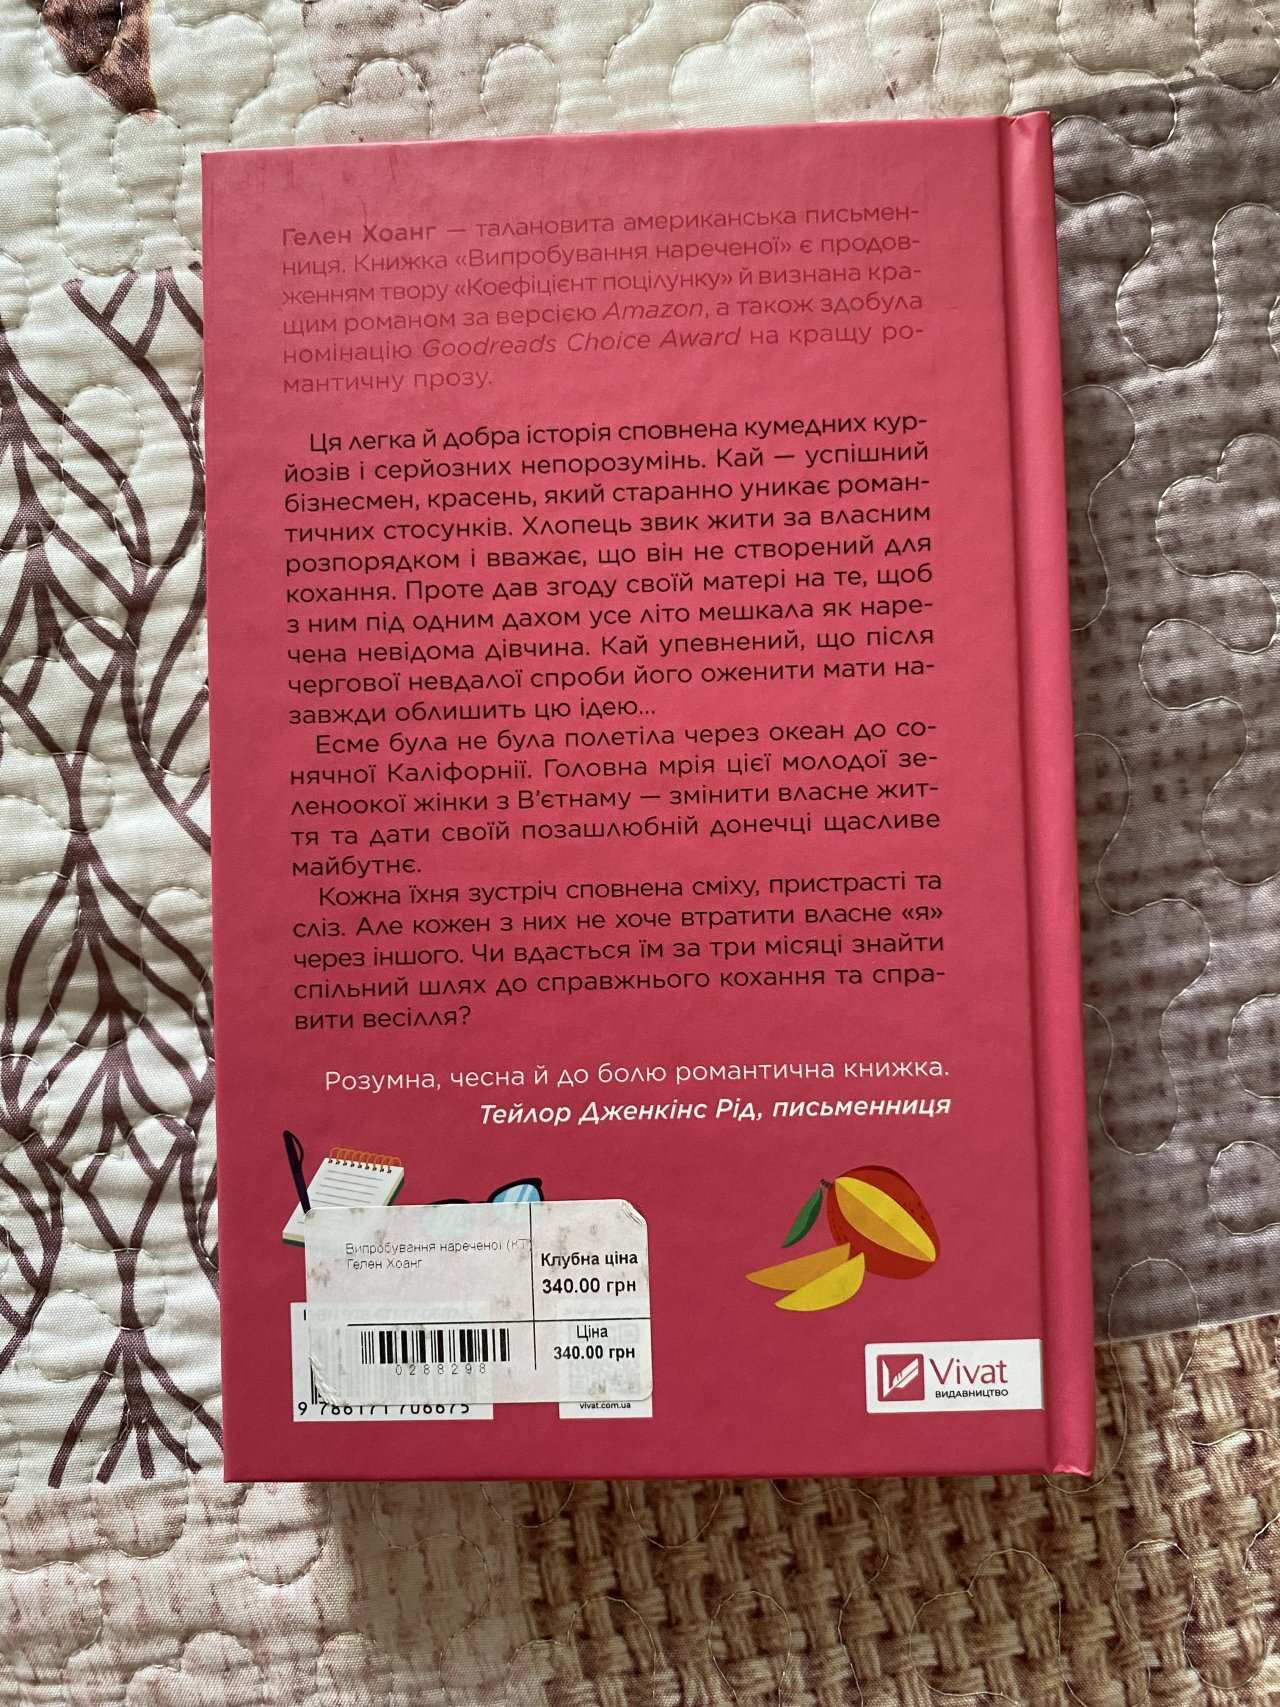 Гелен Хоанг — талановита американська письмен-
ниця. Книжка «Випробування нареченої» є продов-
женням твору «Коефіцієнт поцілунку» й визнана кра-
щим романом за версією Amazon, а також здобула
номінацію Goodreads Choice Award на кращу ро-
мантичну прозу.
Ця легка й добра історія сповнена кумедних кур-
йозів і серйозних непорозумінь. Кай — успішний
бізнесмен, красень, який старанно уникає роман-
тичних стосунків. Хлопець звик жити за власним
розпорядком і вважає, що він не створений для
кохання. Проте дав згоду своїй матері на те, щоб
з ним під одним дахом усе літо мешкала як наре-
чена невідома дівчина. Кай упевнений, що після
чергової невдалої спроби його оженити мати на-
завжди облишить цю ідею...
Есме була не була полетіла через океан до со-
нячної Каліфорнії. Головна мрія цієї молодої зе-
леноокої жінки з В'єтнаму — змінити власне жит-
тя та дати своїй позашлюбній донечці щасливе
майбутнє.
Кожна їхня зустріч сповнена сміху, пристрасті та
сліз. Але кожен з них не хоче втратити власне «я»
через іншого. Чи вдасться їм за три місяці знайти
спільний шлях до справжнього кохання та спра-
вити весілля?
Розумна, чесна й до болю романтична книжка.
Тейлор Дженкінс Рід, письменниця
Випробування нареченої
Гелен Хоанг
Клубна ціна
340.00 грн
Ціна
340.00 грн
0288298
9 786171 706675
vivat.com.ua
Vivat
ВИДАВНИЦТВО